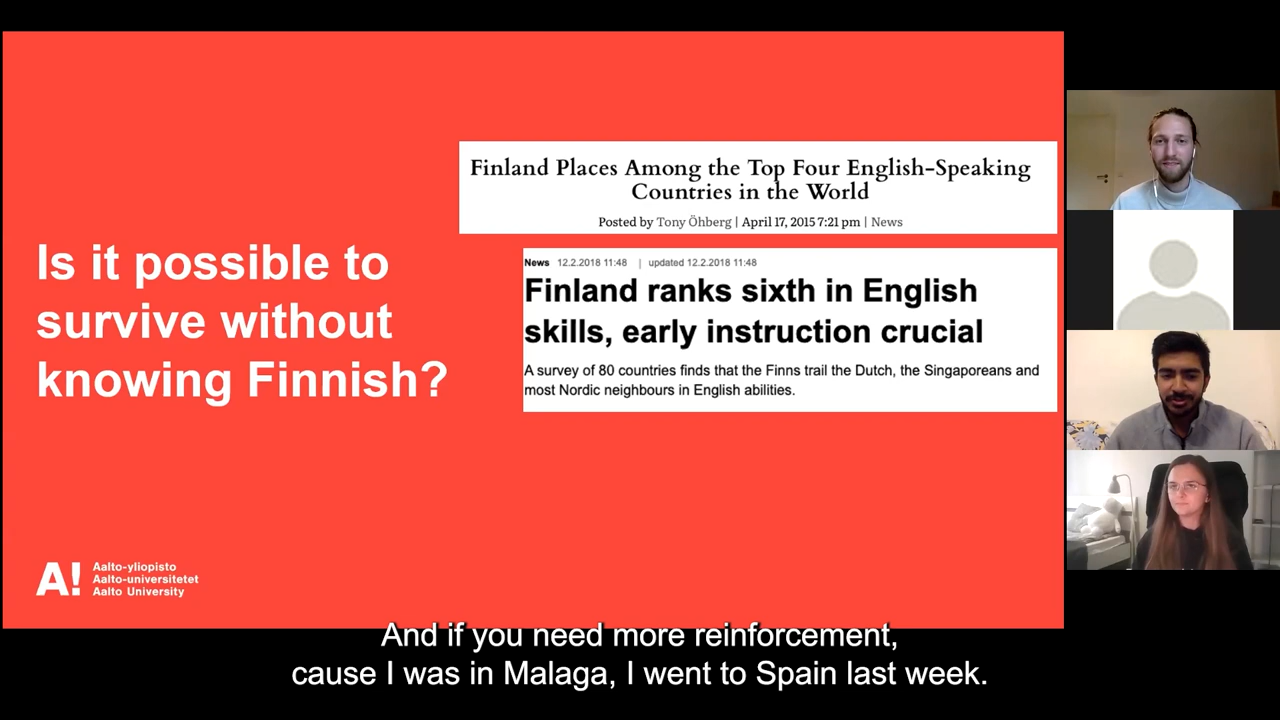 Finland Places Among the Top Four English-Speaking
Countries in the World
Posted by Tony Öhberg | April 17, 2015 7:21 pm | News
News 12.2.2018 11:48 | updated 12.2.2018 11:48
Finland ranks sixth in English
skills, early instruction crucial
A survey of 80 countries finds that the Finns trail the Dutch, the Singaporeans and
most Nordic neighbours in English abilities.
Is it possible to
survive without
knowing Finnish?
A!
Aalto-yliopisto
Aalto-universitetet
Aalto University
And if you need more reinforcement,
cause I was in Malaga, I went to Spain last week.